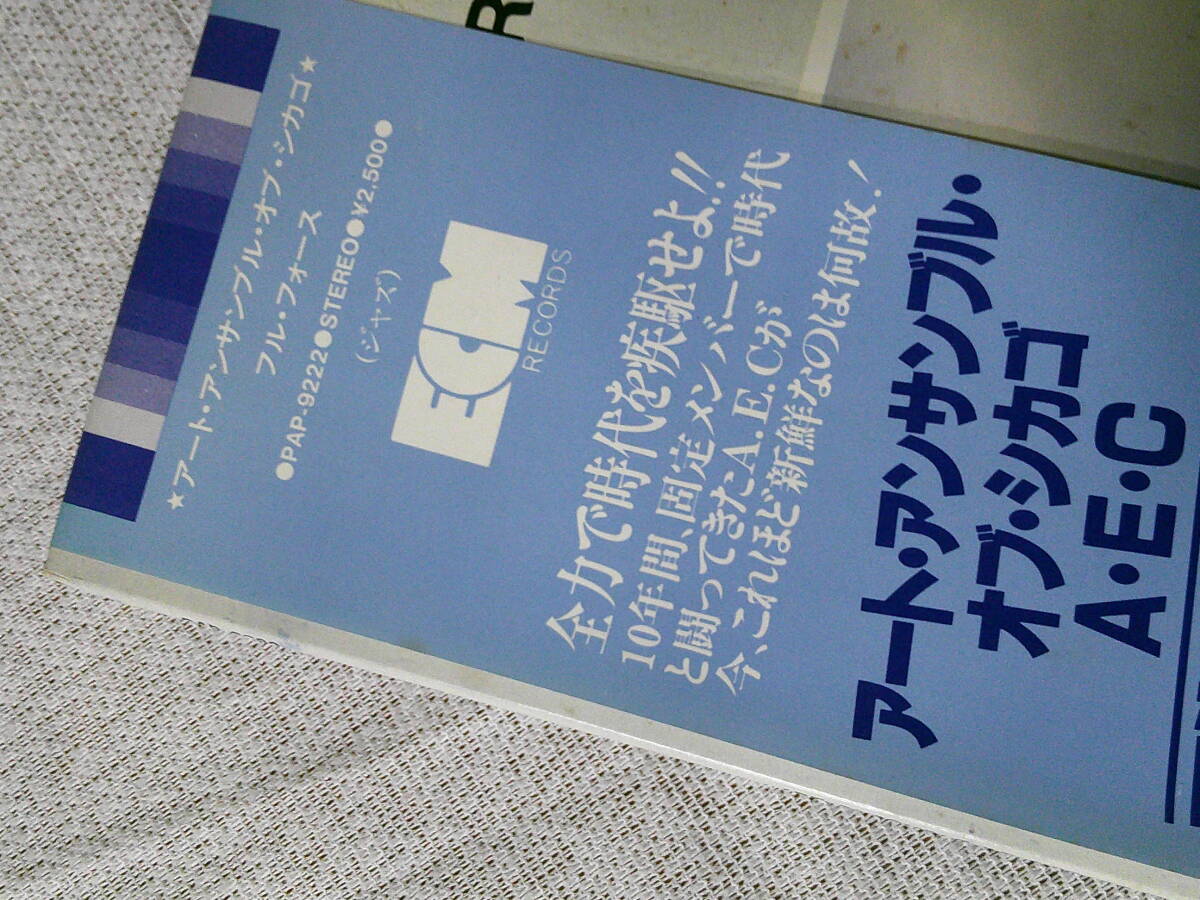 ★アート・アンサンブル・オブ・シカゴ★
フル・フォース
●PAP-9222●STEREO●¥2,500●
(ジャズ)
ECM
RECORDS
全力で時代を疾駆せよ!!
10年間、固定メンバーで時代
と闘ってきたA.E.Cが
今、これほど新鮮なのは何故!
アート・アンサンブル・
オブ・シカゴ
A・E・C
R